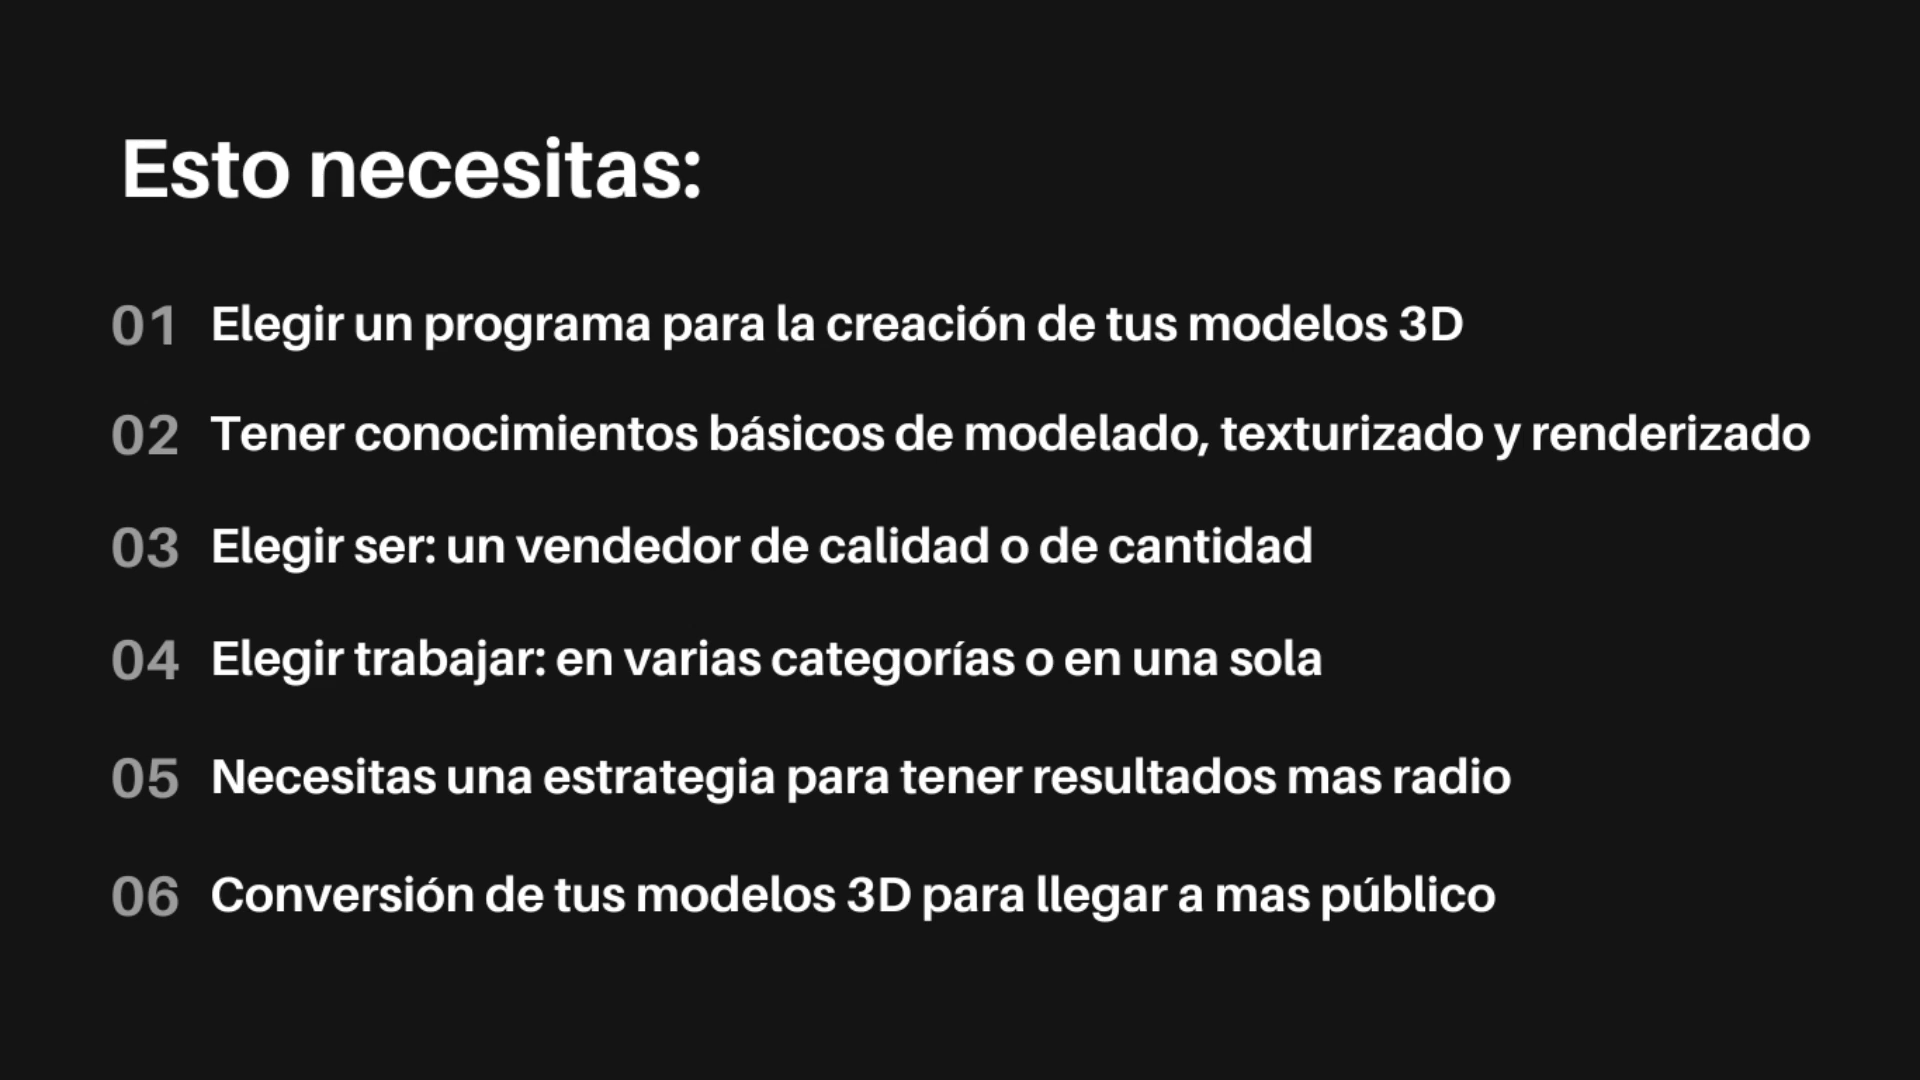 Esto necesitas:
01 Elegir un programa para la creación de tus modelos 3D
02 Tener conocimientos básicos de modelado, texturizado y renderizado
03 Elegir ser: un vendedor de calidad o de cantidad
04 Elegir trabajar: en varias categorías o en una sola
05 Necesitas una estrategia para tener resultados mas radio
06 Conversión de tus modelos 3D para llegar a mas público